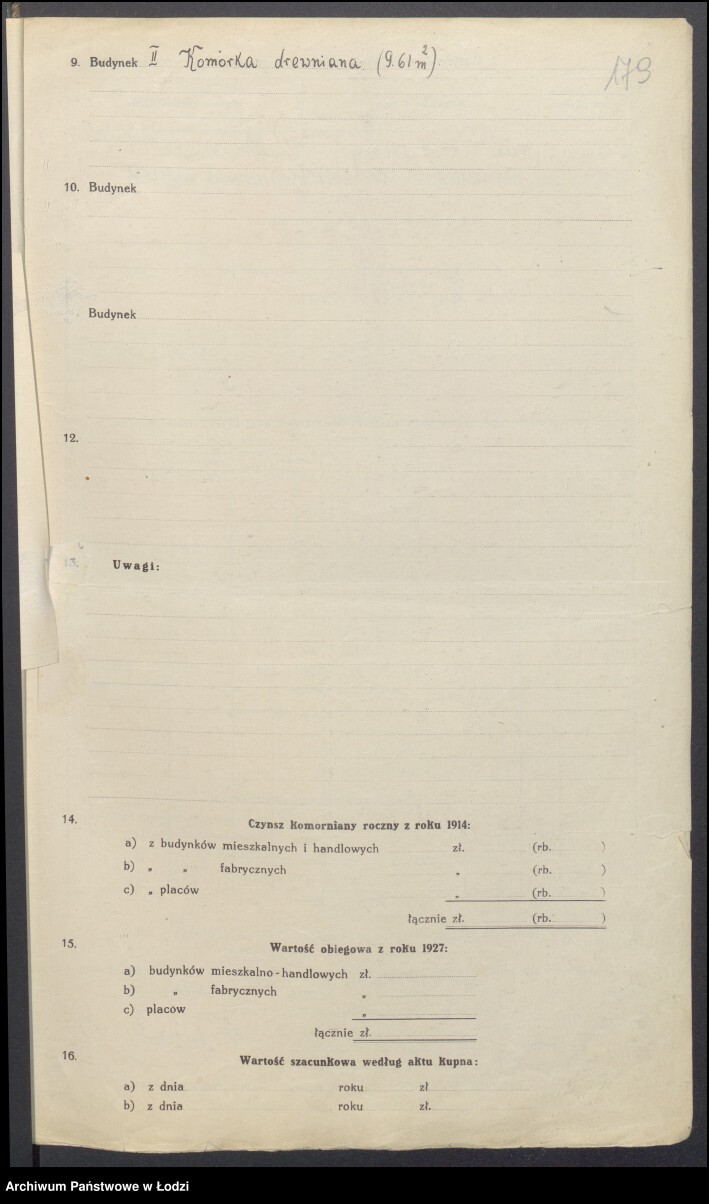 9. Budynek II Komórka drewniana (9.61 m²)
179
10. Budynek
Budynek
12.
13. Uwagi:
14. Czynsz komorniany roczny z roku 1914:
a) z budynków mieszkalnych i handlowych zł. (rb. )
b) „ „ fabrycznych „ (rb. )
c) „ placów „ (rb. )
łącznie zł. (rb. )
15. Wartość obiegowa z roku 1927:
a) budynków mieszkalno-handlowych zł.
b) „ fabrycznych „
c) placów „
łącznie zł.
16. Wartość szacunkowa według aktu kupna:
a) z dnia roku zł
b) z dnia roku zł.
Archiwum Państwowe w Łodzi